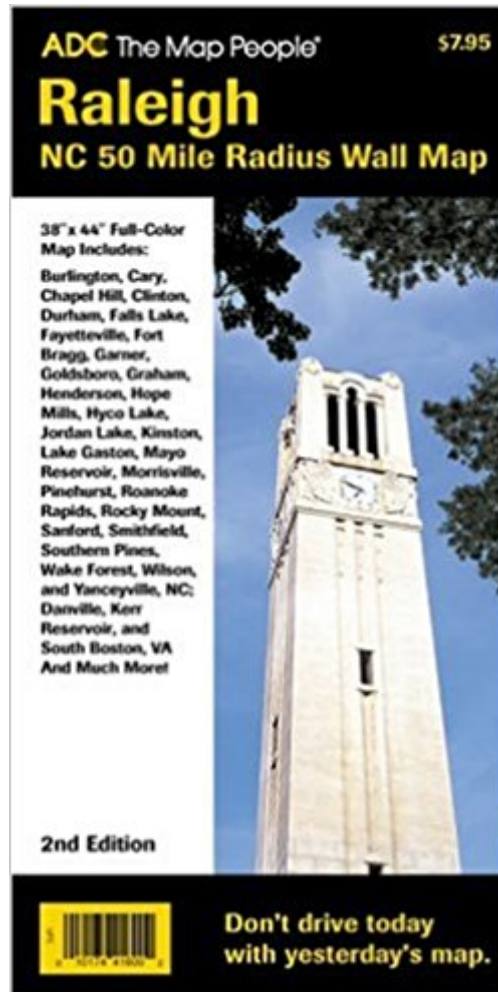 ADC The Map People®
$7.95
Raleigh
NC 50 Mile Radius Wall Map
38"x 44" Full-Color
Map Includes:
Burlington, Cary,
Chapel Hill, Clinton,
Durham, Falls Lake,
Fayetteville, Fort
Bragg, Garner,
Goldsboro, Graham,
Henderson, Hope
Mills, Hyco Lake,
Jordan Lake, Kinston,
Lake Gaston, Mayo
Reservoir, Morrisville,
Pinehurst, Roanoke
Rapids, Rocky Mount,
Sanford, Smithfield,
Southern Pines,
Wake Forest, Wilson,
and Yanceyville, NC;
Danville, Kerr
Reservoir, and
South Boston, VA
And Much More!
2nd Edition
Don't drive today
with yesterday's map.